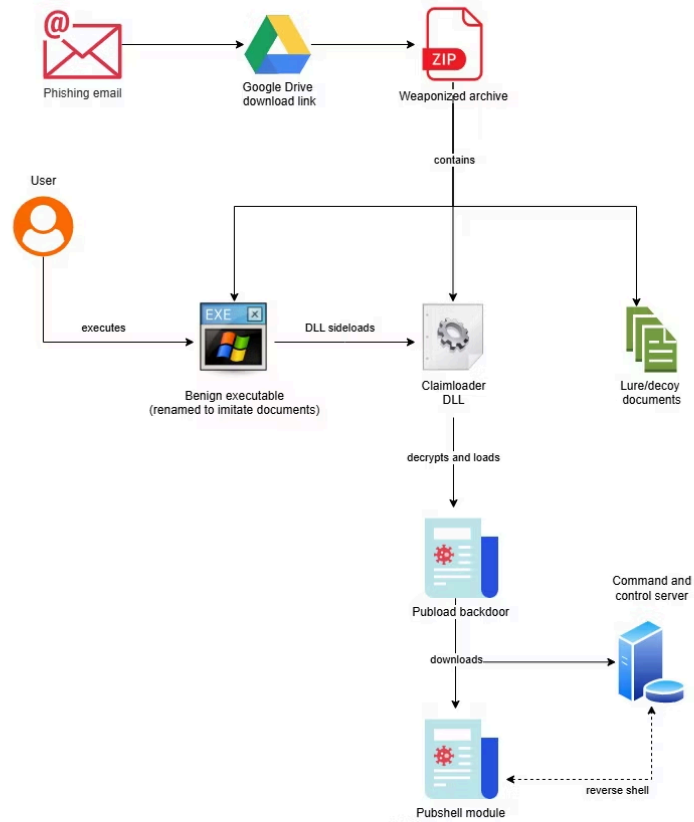 @
ZIP
Phishing email
Google Drive
download link
Weaponized archive
contains
User
EXE
executes
DLL sideloads
Benign executable
(renamed to imitate documents)
Claimloader
DLL
Lure/decoy
documents
decrypts and loads
Pubload backdoor
Command and
control server
downloads
reverse shell
Pubshell module